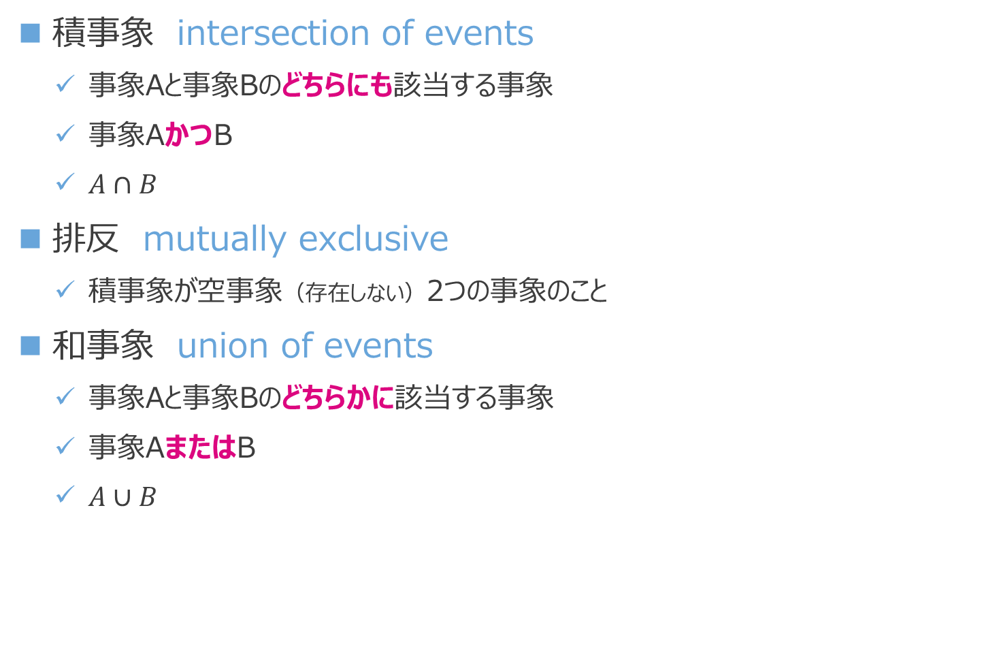 ■ 積事象 intersection of events
✓ 事象Aと事象Bのどちらにも該当する事象
✓ 事象AかつB
✓ A ∩ B
■ 排反 mutually exclusive
✓ 積事象が空事象（存在しない）2つの事象のこと
■ 和事象 union of events
✓ 事象Aと事象Bのどちらかに該当する事象
✓ 事象AまたはB
✓ A ∪ B